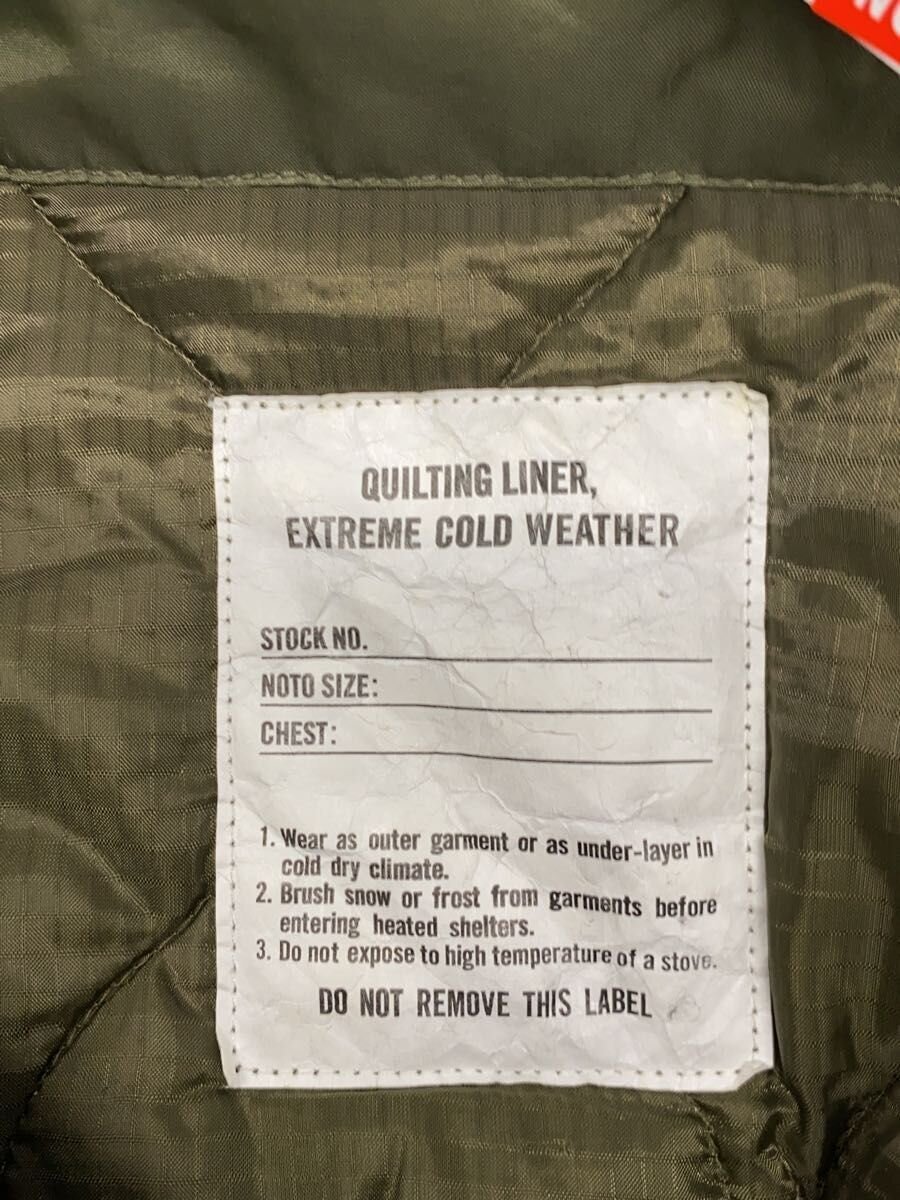 QUILTING LINER,
EXTREME COLD WEATHER
STOCK NO.
NOTO SIZE:
CHEST:
1. Wear as outer garment or as under-layer in
cold dry climate.
2. Brush snow or frost from garments before
entering heated shelters.
3. Do not expose to high temperature of a stove.
DO NOT REMOVE THIS LABEL